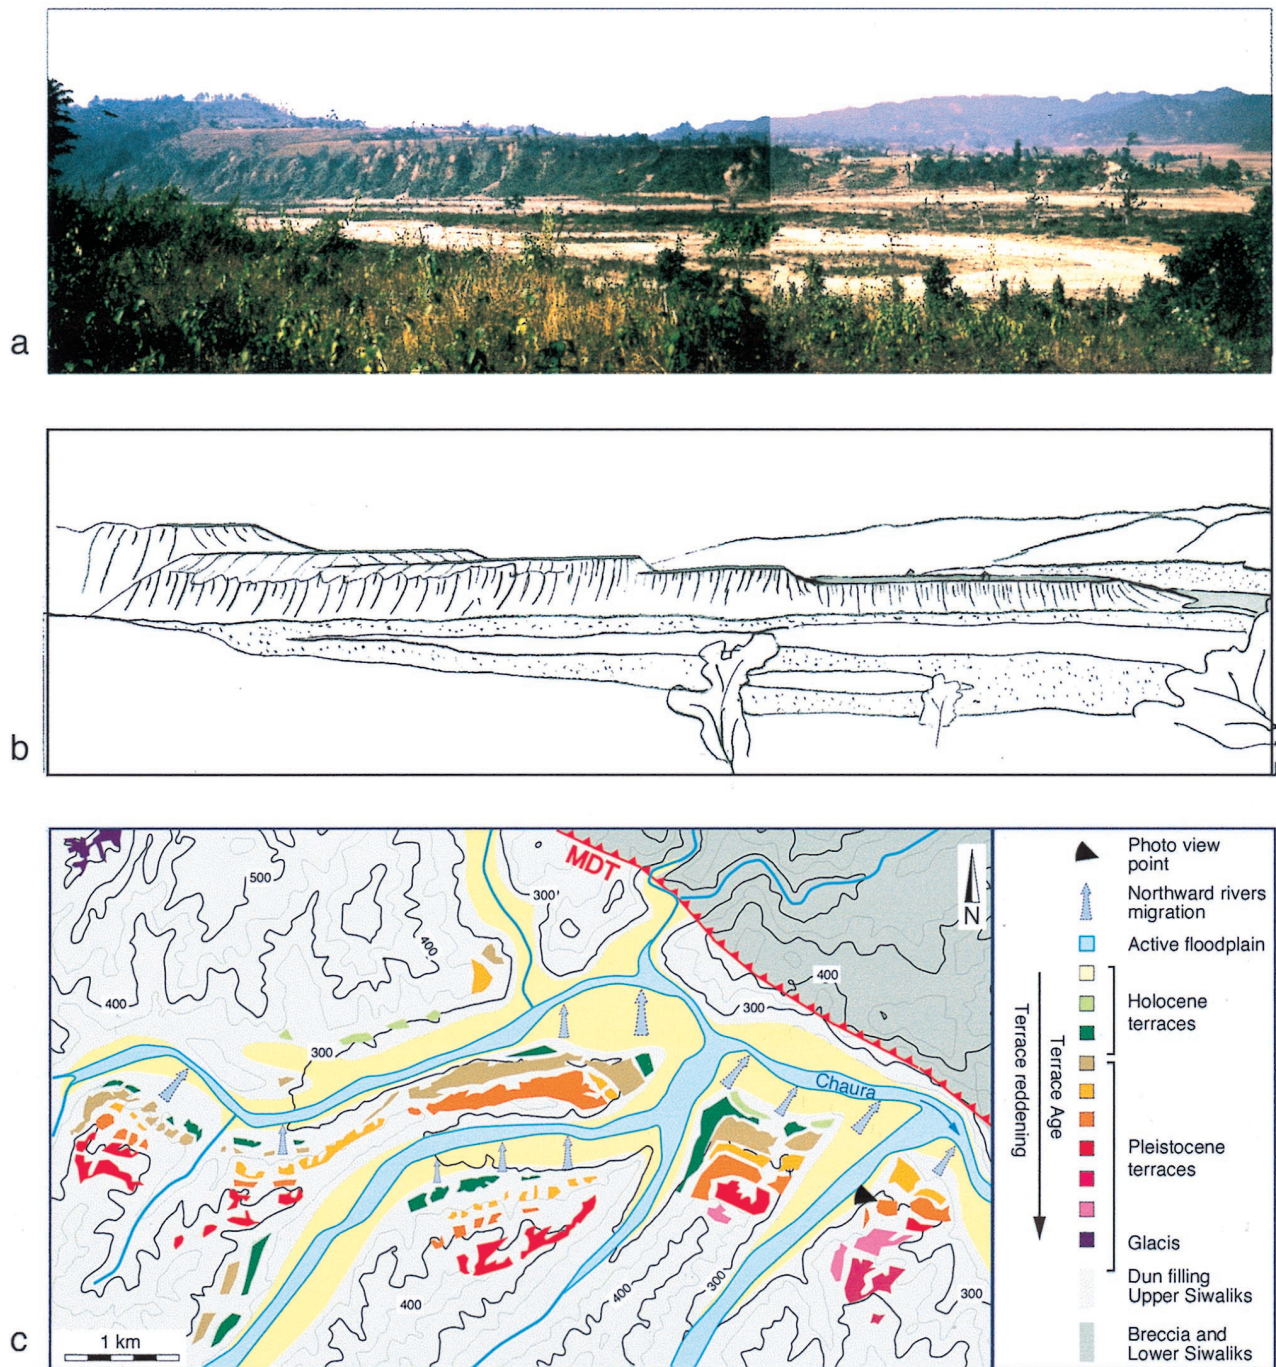 a
b
c
500
400
400
300
300'
MDT
N
400
300
Chaura
400
400
300
300
1 km
Photo view
point
Northward rivers
migration
Active floodplain
Holocene
terraces
Pleistocene
terraces
Glacis
Dun filling
Upper Siwaliks
Breccia and
Lower Siwaliks
Terrace Age
Terrace reddening